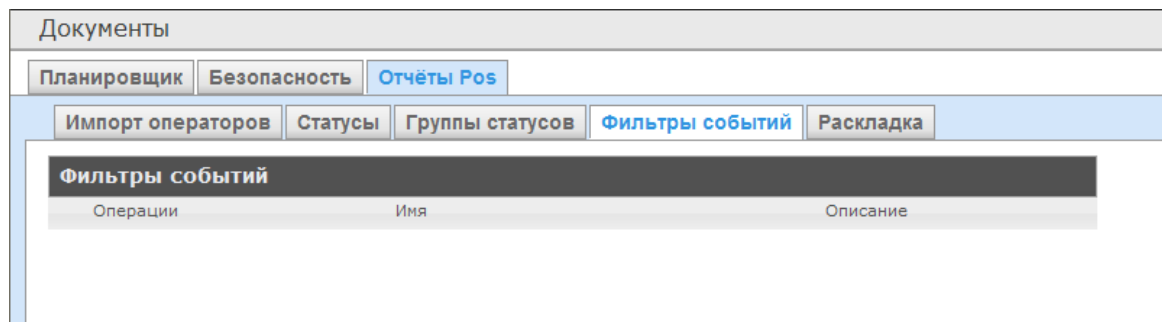 Документы
Планировщик Безопасность Отчёты Pos
Импорт операторов Статусы Группы статусов Фильтры событий Раскладка
Фильтры событий
Операции Имя Описание